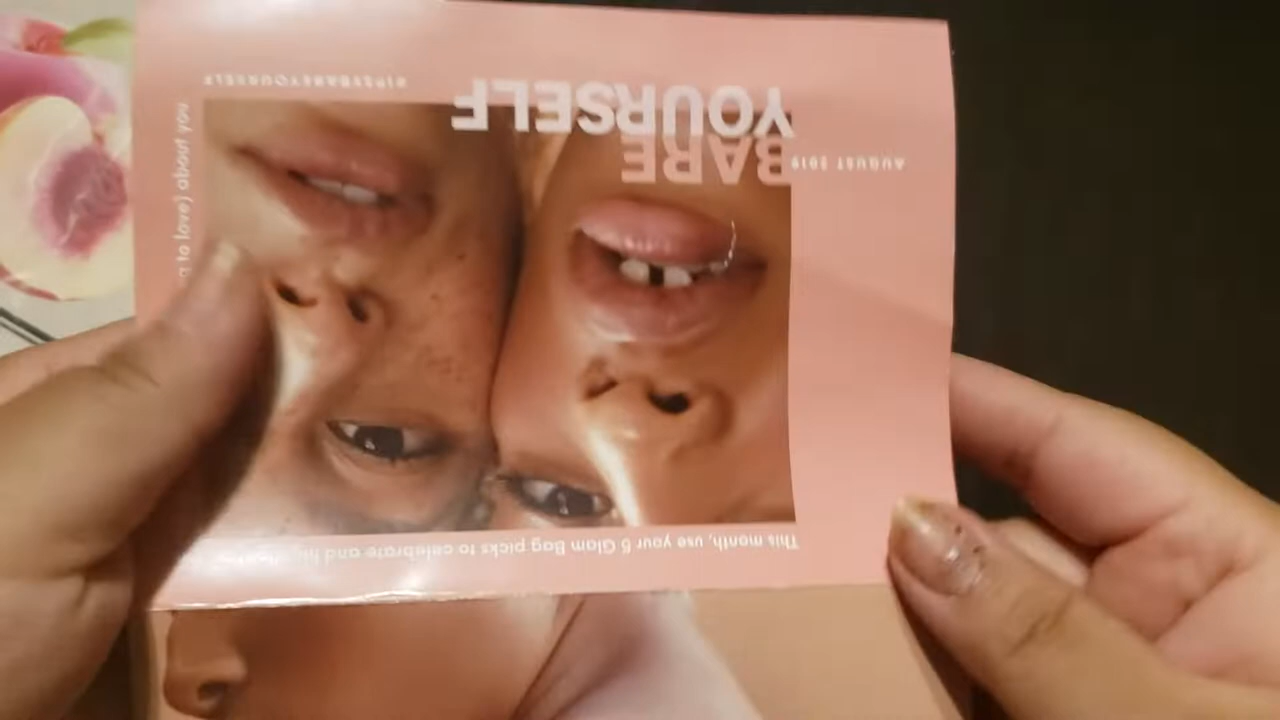 This month, use your 5 Glam Bag picks to celebrate and
to love) about you
AUGUST 2019
BARE
YOURSELF
#IPSYBAREYOURSELF